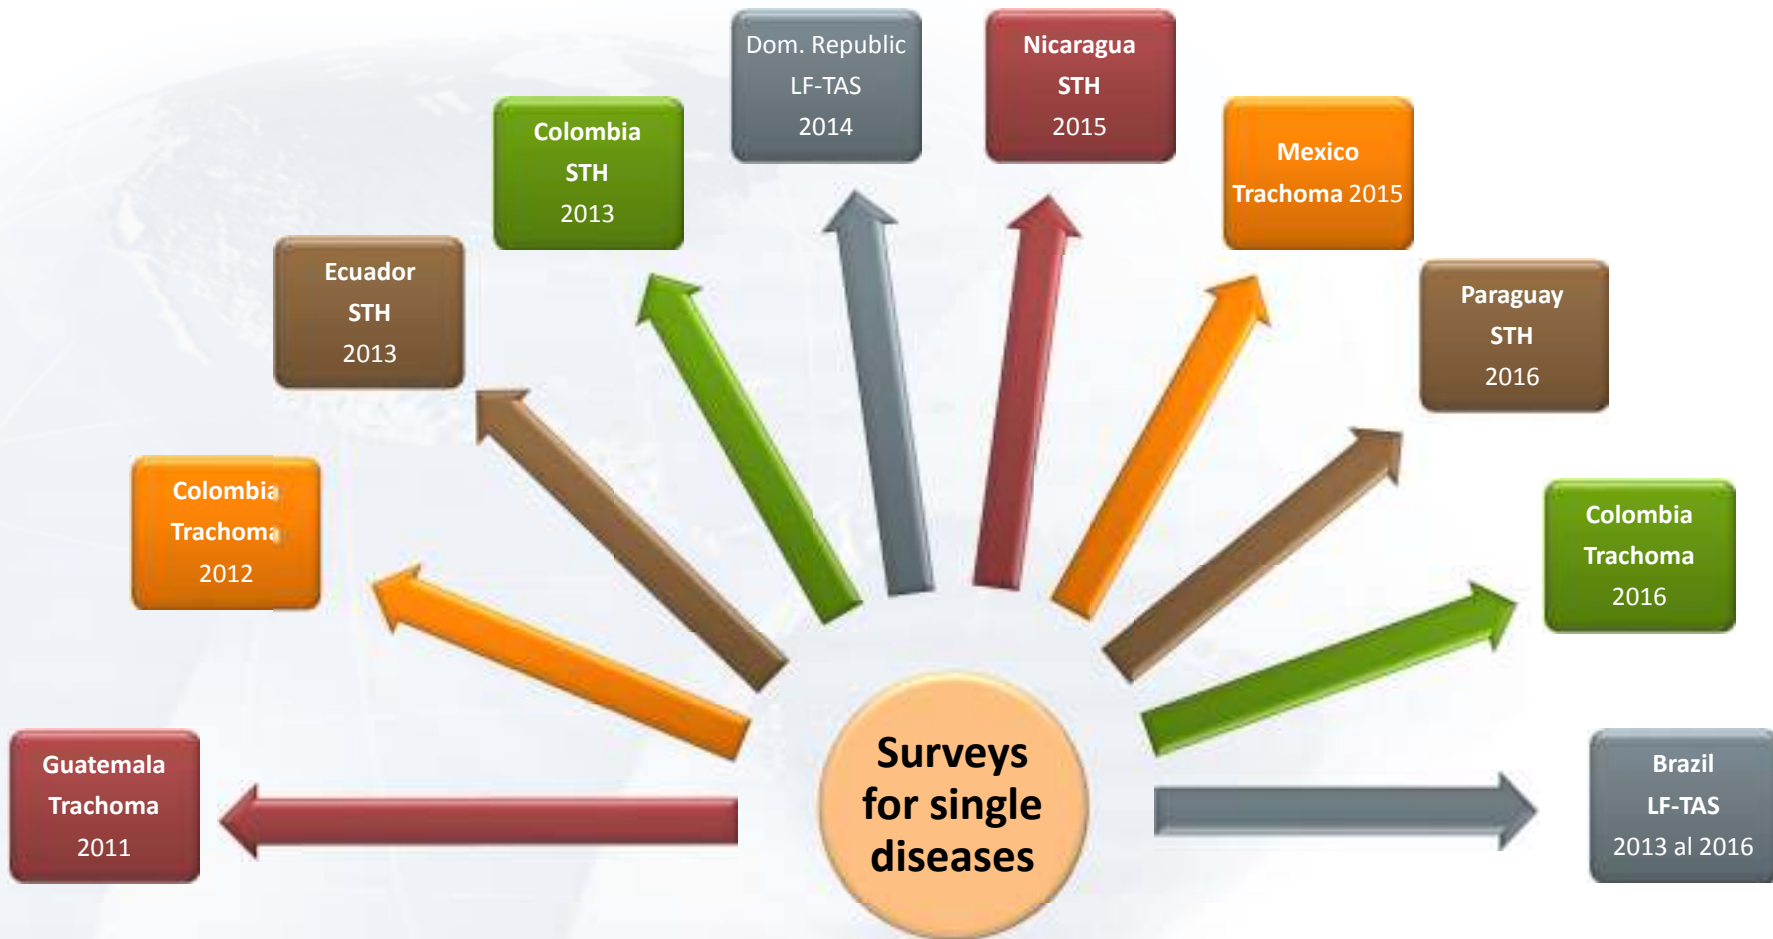 Guatemala
Trachoma
2011
Colombia
Trachoma
2012
Ecuador
STH
2013
Colombia
STH
2013
Dom. Republic
LF-TAS
2014
Nicaragua
STH
2015
Mexico
Trachoma 2015
Paraguay
STH
2016
Colombia
Trachoma
2016
Brazil
LF-TAS
2013 al 2016
Surveys
for single
diseases